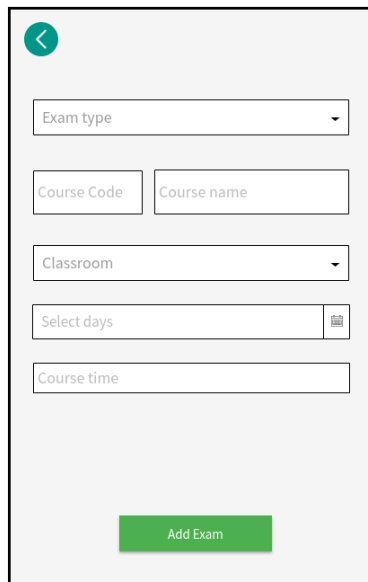 Exam type
Course Code
Course name
Classroom
Select days
Course time
Add Exam